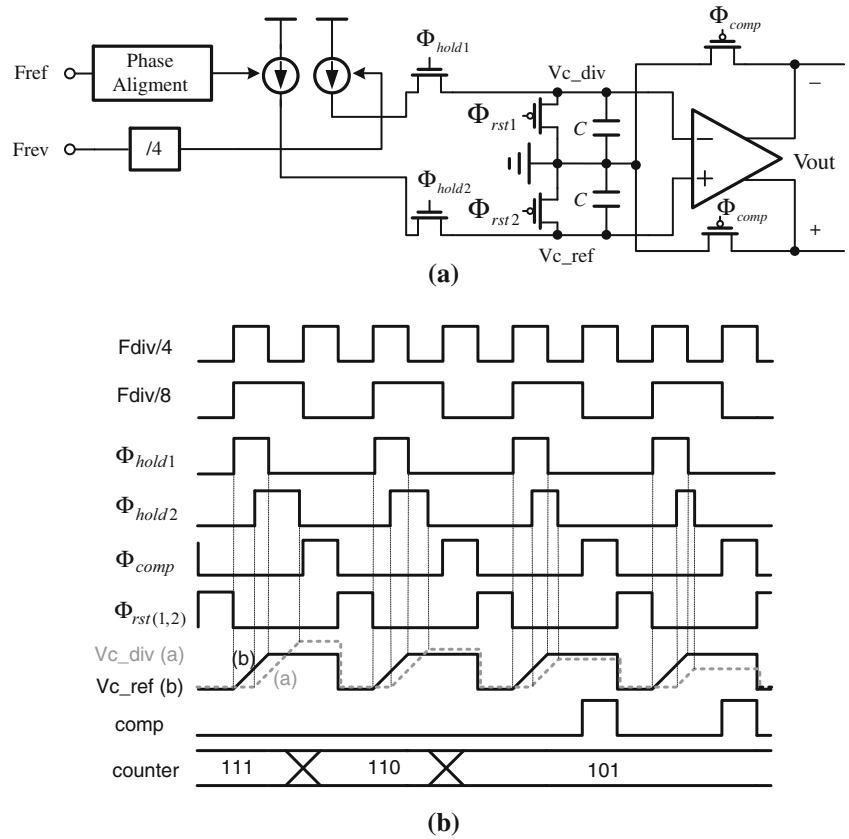 Φcomp
Fref
Phase
Aligment
Φhold1
Vc_div
−
Φrst1
C
−
Frev
/4
Vout
Φhold2
+
Φrst2
C
Φcomp
+
Vc_ref
(a)
Fdiv/4
Fdiv/8
Φhold1
Φhold2
Φcomp
Φrst(1,2)
Vc_div (a)
(b)
(a)
Vc_ref (b)
comp
counter
111
110
101
(b)